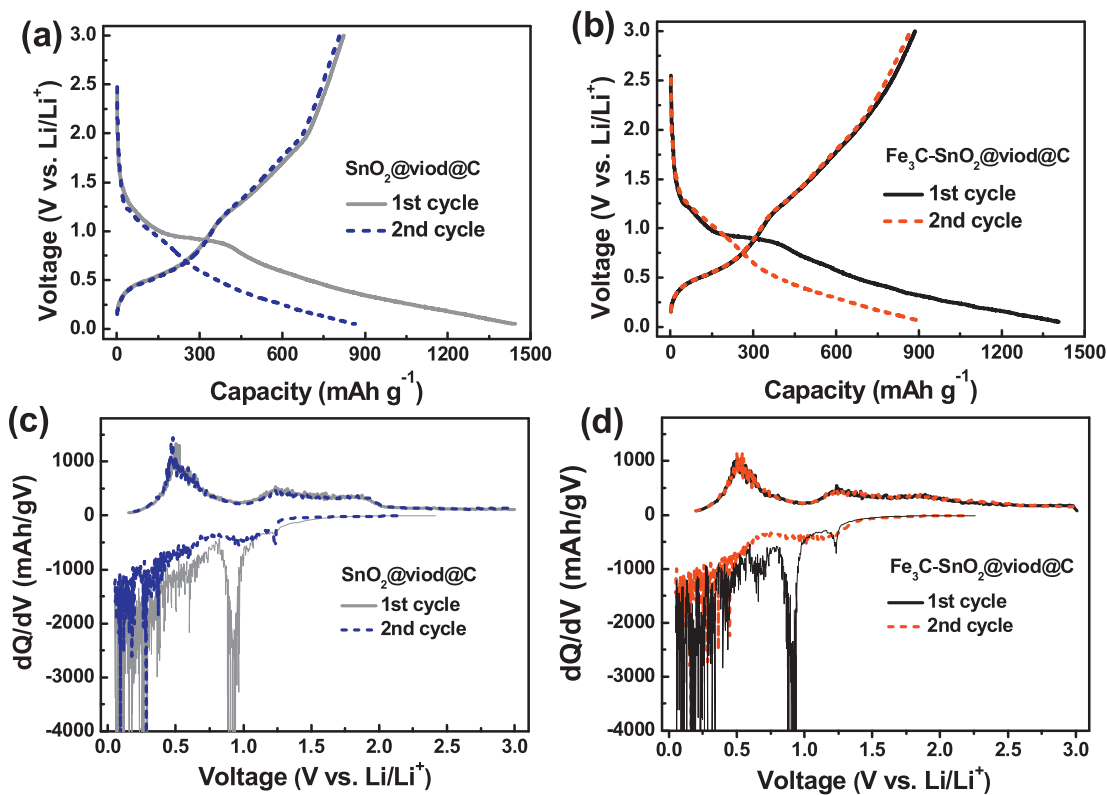 (a)
Voltage (V vs. Li/Li⁺)
3.0
2.5
2.0
1.5
1.0
0.5
0.0
SnO₂@viod@C
1st cycle
2nd cycle
0 300 600 900 1200 1500
Capacity (mAh g⁻¹)
(b)
Voltage (V vs. Li/Li⁺)
3.0
2.5
2.0
1.5
1.0
0.5
0.0
Fe₃C-SnO₂@viod@C
1st cycle
2nd cycle
0 300 600 900 1200 1500
Capacity (mAh g⁻¹)
(c)
dQ/dV (mAh/gV)
1000
0
-1000
-2000
-3000
-4000
SnO₂@viod@C
1st cycle
2nd cycle
0.0 0.5 1.0 1.5 2.0 2.5 3.0
Voltage (V vs. Li/Li⁺)
(d)
dQ/dV (mAh/gV)
1000
0
-1000
-2000
-3000
-4000
Fe₃C-SnO₂@viod@C
1st cycle
2nd cycle
0.0 0.5 1.0 1.5 2.0 2.5 3.0
Voltage (V vs. Li/Li⁺)